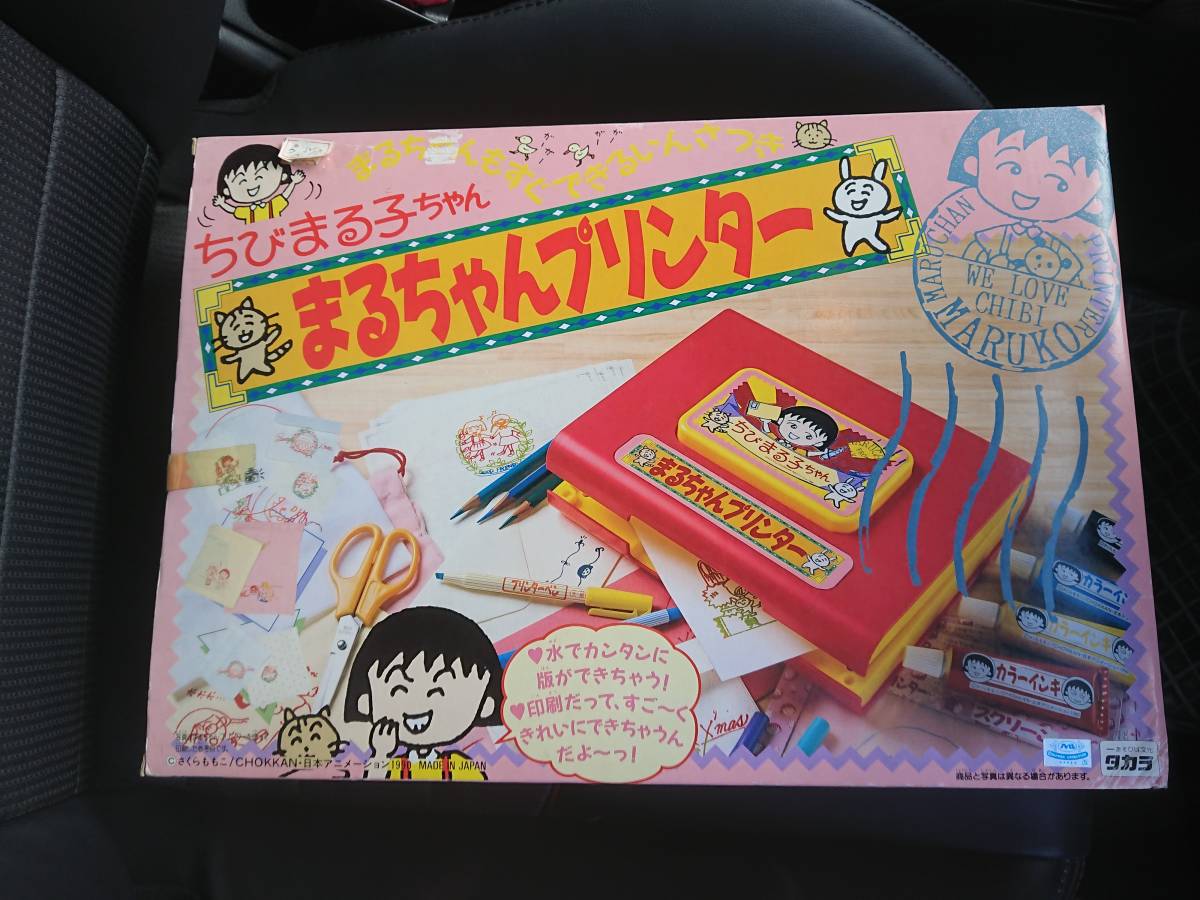 まるちゃんもすぐできるいんさつき
ちびまる子ちゃん
まるちゃんプリンター
MARUCHAN PRINTER
WE LOVE
CHIBI
MARUKO
ちびまる子ちゃん
まるちゃんプリンター
プリンターペン
カラーインキ
カラーインキ
カラーインキ
X'mas
♥水でカンタンに
版ができちゃう!
♥印刷だって、すご〜く
きれいにできちゃうん
だよ〜っ!
©さくらももこ/CHOKKAN・日本アニメーション1990 MADE IN JAPAN
商品と写真は異なる場合があります。
タカラ